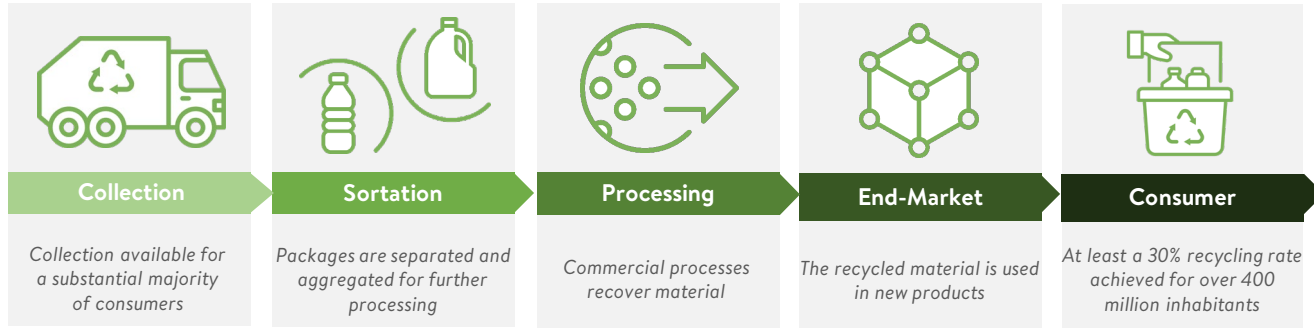 Collection
Collection available for
a substantial majority
of consumers
Sortation
Packages are separated and
aggregated for further
processing
Processing
Commercial processes
recover material
End-Market
The recycled material is used
in new products
Consumer
At least a 30% recycling rate
achieved for over 400
million inhabitants